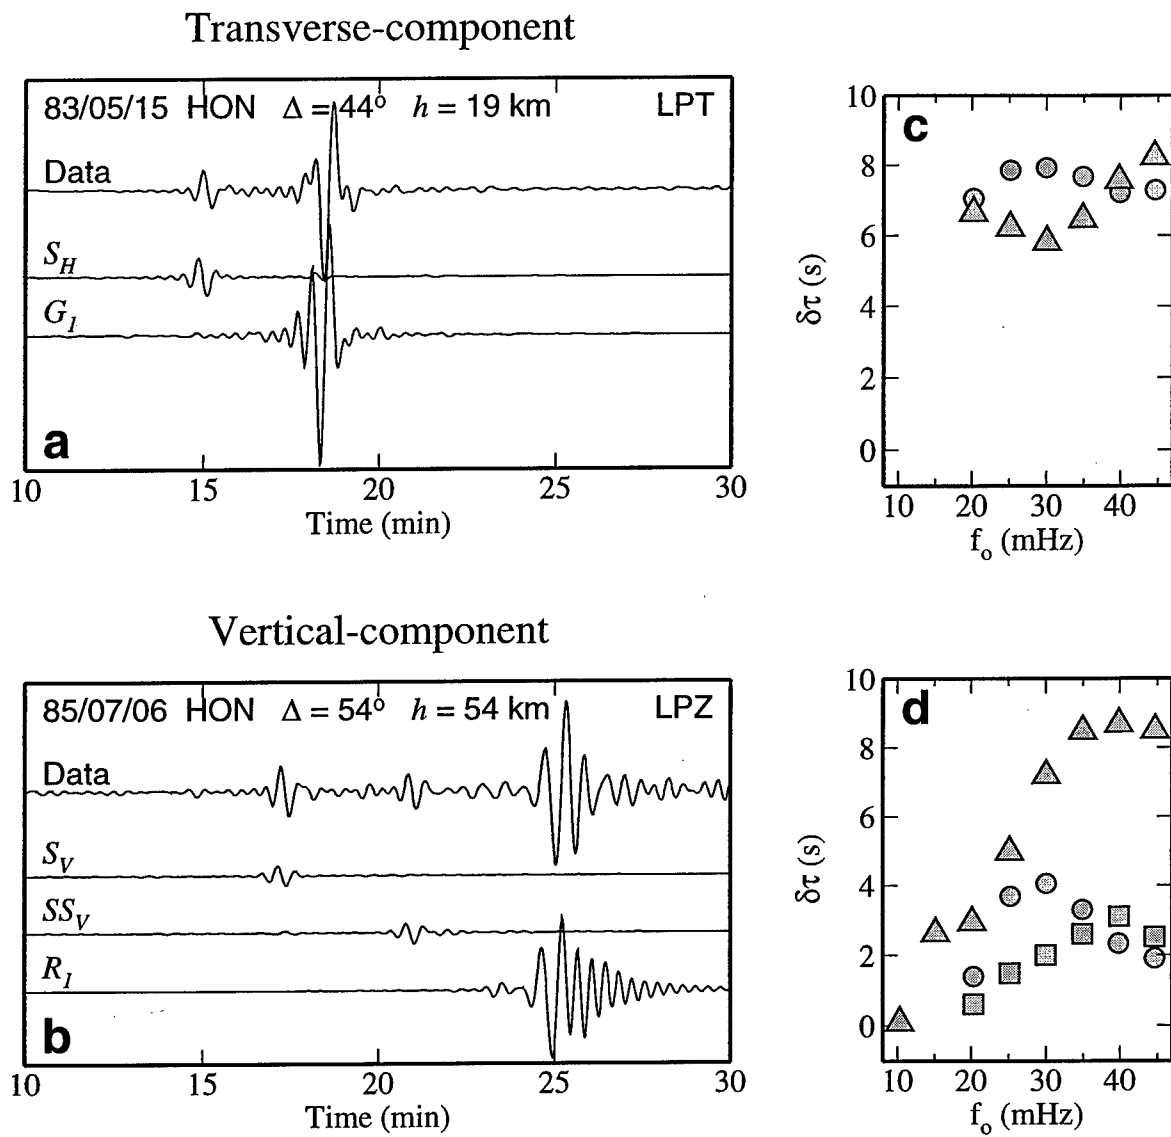 Transverse-component
83/05/15 HON Δ = 44° h = 19 km LPT
Data
S_H
G_1
a
10 15 20 25 30
Time (min)
c
10
8
6
4
2
0
δτ (s)
10 20 30 40
f_o (mHz)
Vertical-component
85/07/06 HON Δ = 54° h = 54 km LPZ
Data
S_V
SS_V
R_1
b
10 15 20 25 30
Time (min)
d
10
8
6
4
2
0
δτ (s)
10 20 30 40
f_o (mHz)